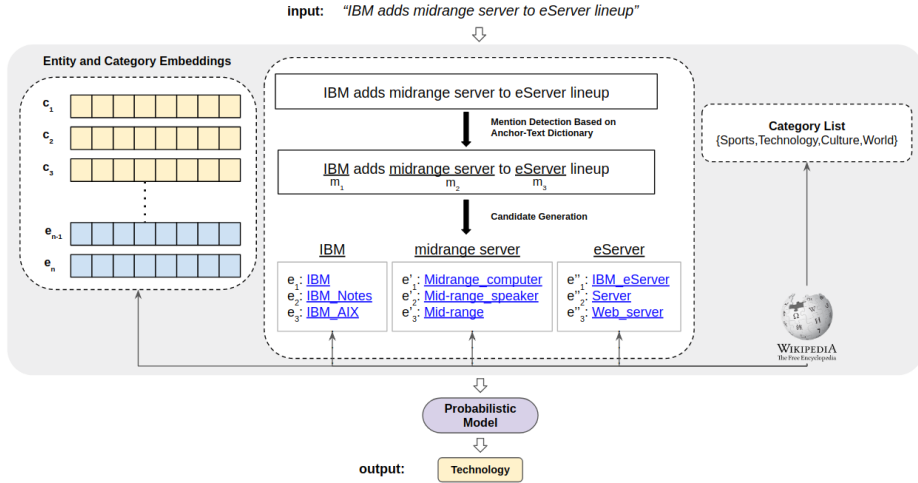 input: "IBM adds midrange server to eServer lineup"
Entity and Category Embeddings
c1
c2
c3
en-1
en
IBM adds midrange server to eServer lineup
Mention Detection Based on
Anchor-Text Dictionary
IBM adds midrange server to eServer lineup
m1 m2 m3
Candidate Generation
IBM midrange server eServer
e1: IBM e'1: Midrange_computer e''1: IBM_eServer
e2: IBM_Notes e'2: Mid-range_speaker e''2: Server
e3: IBM_AIX e'3: Mid-range e''3: Web_server
Category List
{Sports,Technology,Culture,World}
WIKIPEDIA
The Free Encyclopedia
Probabilistic
Model
output: Technology